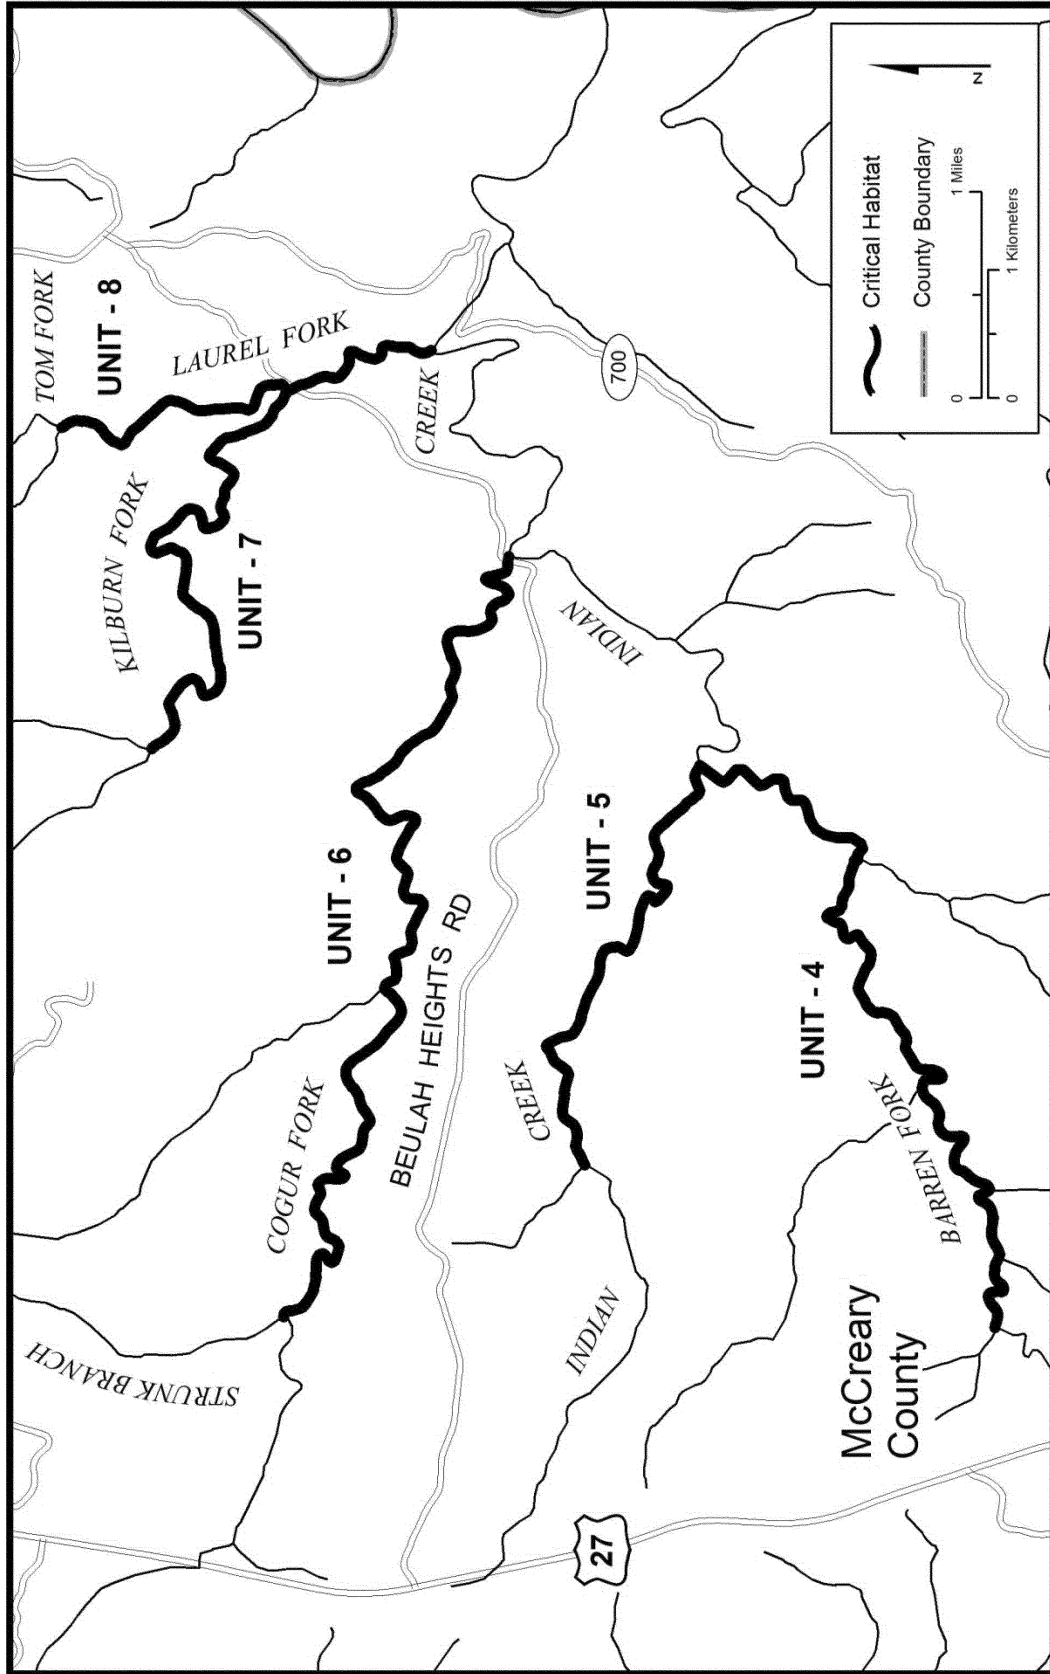 TOM FORK
UNIT - 8
LAUREL FORK
KILBURN FORK
UNIT - 7
CREEK
700
INDIAN
UNIT - 6
COGUR FORK
BEULAH HEIGHTS RD
STRUNK BRANCH
UNIT - 5
CREEK
INDIAN
UNIT - 4
BARREN FORK
McCreary
County
27
Critical Habitat
County Boundary
N
0
1 Miles
0
1 Kilometers